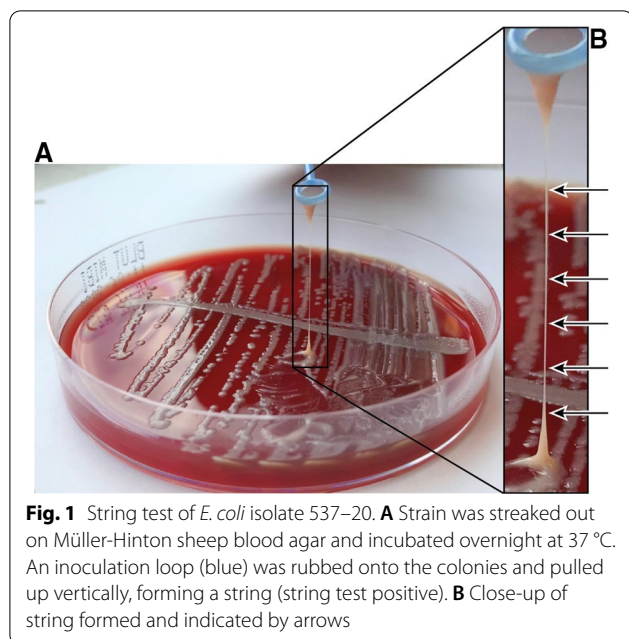 B
A
BLUT MIBI
Fig. 1 String test of E. coli isolate 537–20. A Strain was streaked out
on Müller-Hinton sheep blood agar and incubated overnight at 37 °C.
An inoculation loop (blue) was rubbed onto the colonies and pulled
up vertically, forming a string (string test positive). B Close-up of
string formed and indicated by arrows